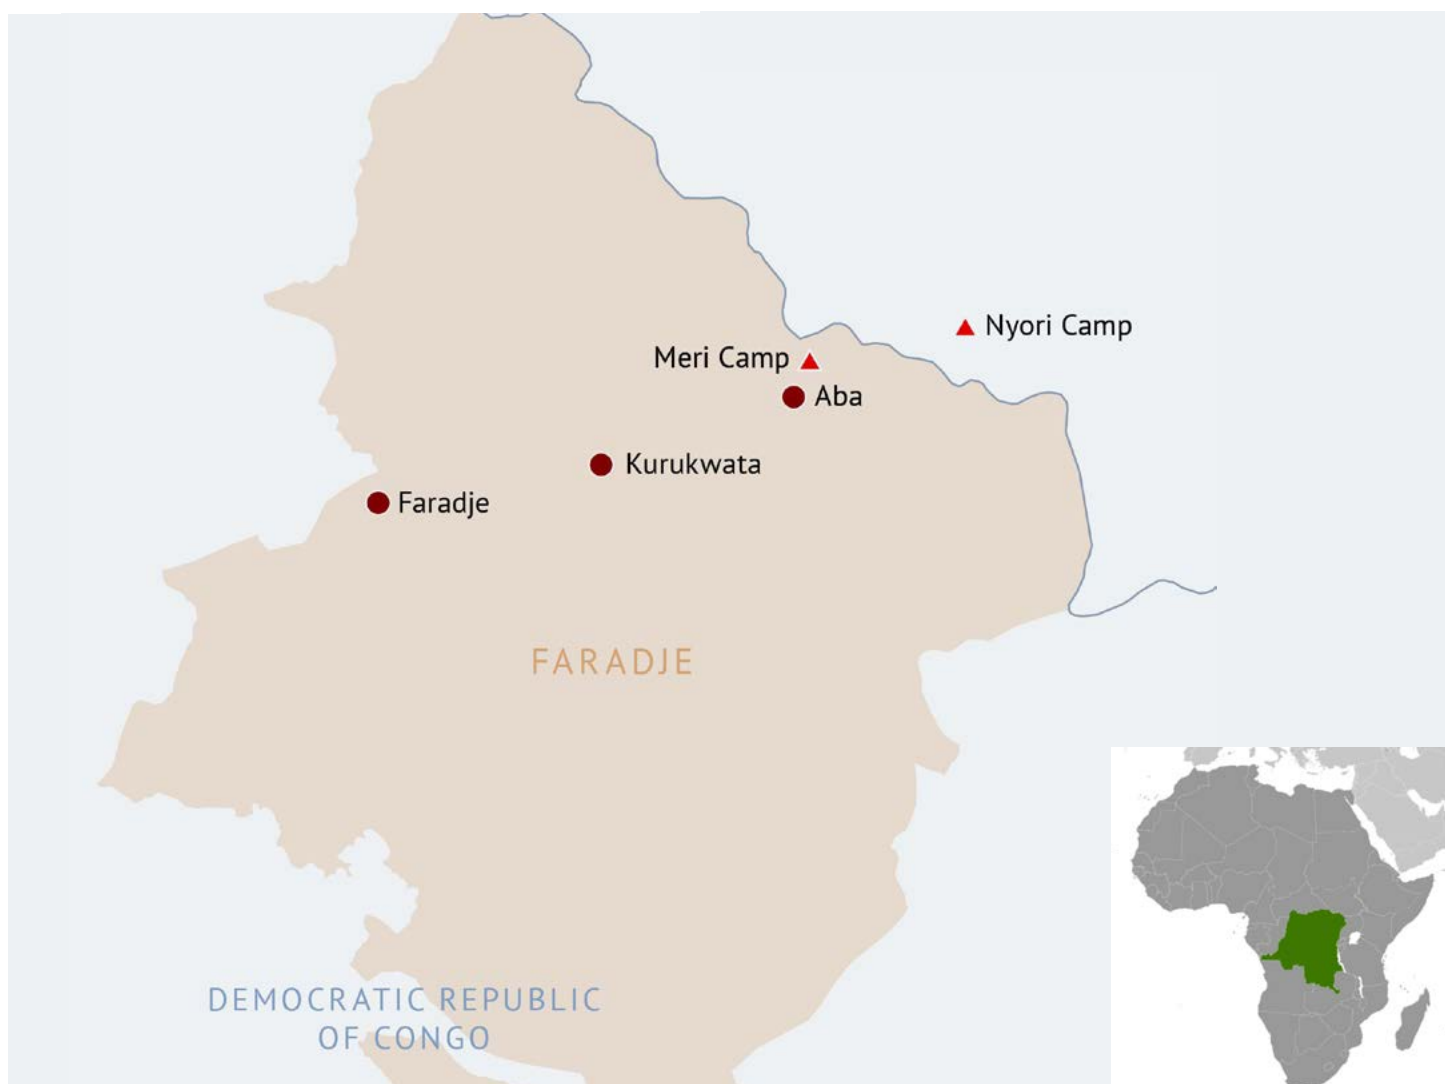 Nyori Camp
Meri Camp
Aba
Kurukwata
Faradje
FARADJE
DEMOCRATIC REPUBLIC
OF CONGO